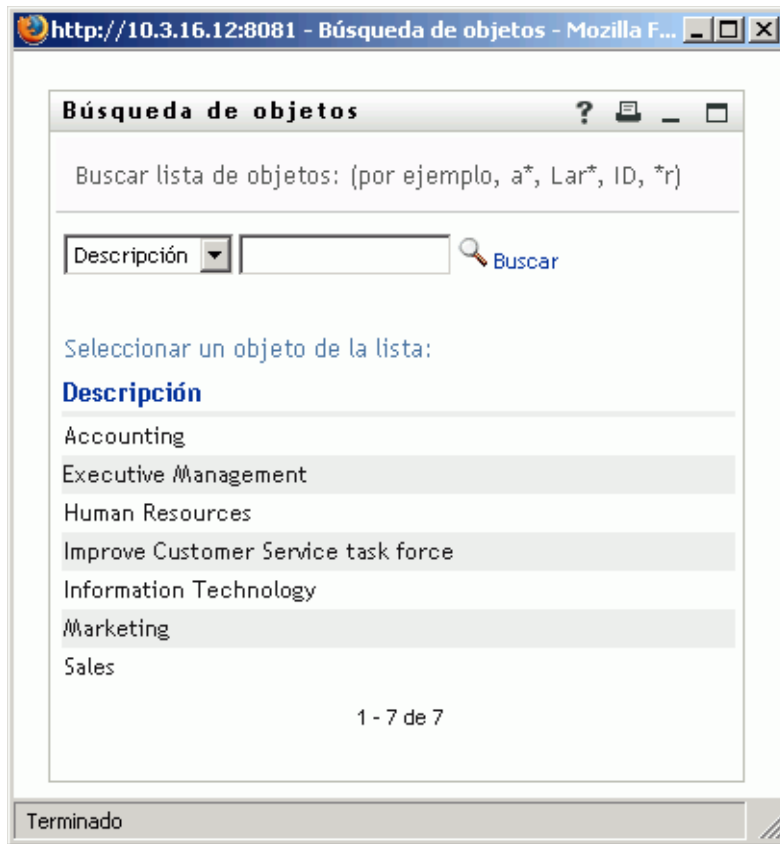 http://10.3.16.12:8081 - Búsqueda de objetos - Mozilla F...
Búsqueda de objetos ?
Buscar lista de objetos: (por ejemplo, a*, Lar*, ID, *r)
Descripción Buscar
Seleccionar un objeto de la lista:
Descripción
Accounting
Executive Management
Human Resources
Improve Customer Service task force
Information Technology
Marketing
Sales
1 - 7 de 7
Terminado